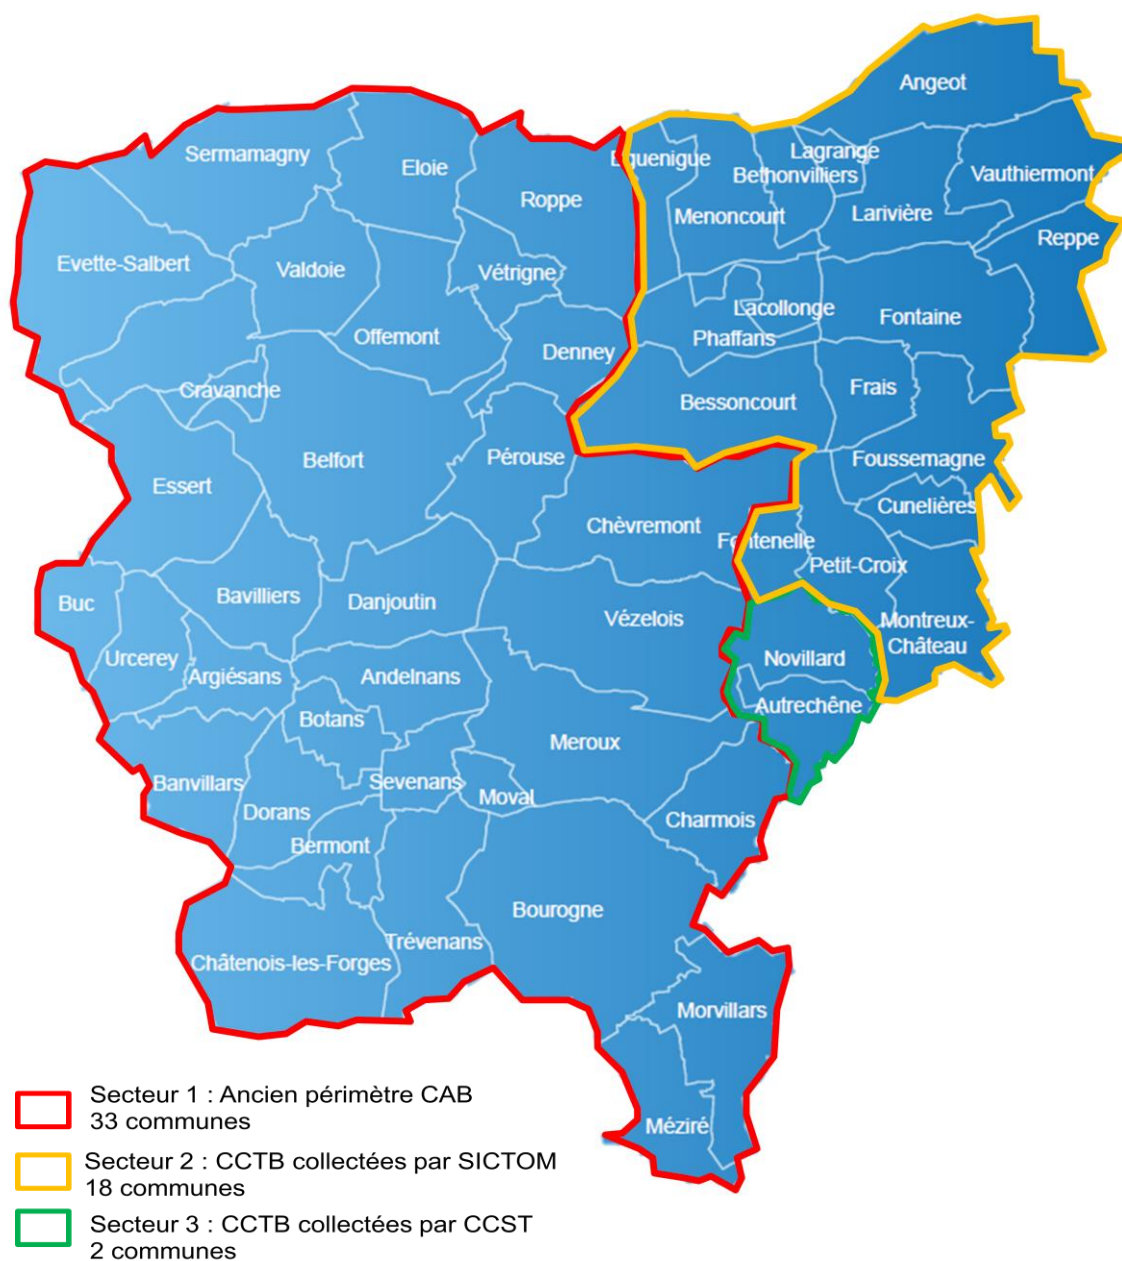 Angeot
Sermamagny
Eloie
Eguenigue
Lagrange
Bethonvilliers
Vauthiermont
Roppe
Menoncourt
Larivière
Reppe
Evette-Salbert
Valdoie
Vétrigne
Lacollonge
Fontaine
Offemont
Phaffans
Denney
Cravanche
Bessoncourt
Frais
Belfort
Pérouse
Foussemagne
Essert
Cunelières
Chèvremont
Fontenelle
Petit-Croix
Buc
Bavilliers
Danjoutin
Vézelois
Montreux-
Château
Urcerey
Argiésans
Andelnans
Novillard
Autrechêne
Botans
Meroux
Banvillars
Sevenans
Moval
Dorans
Charmois
Bermont
Bourogne
Trévenans
Châtenois-les-Forges
Morvillars
Méziré
Secteur 1 : Ancien périmètre CAB
33 communes
Secteur 2 : CCTB collectées par SICTOM
18 communes
Secteur 3 : CCTB collectées par CCST
2 communes